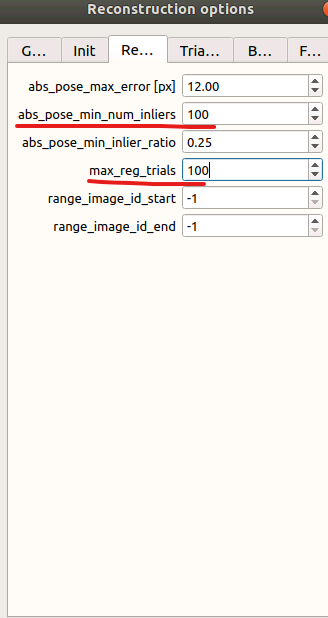 Reconstruction options
G... Init Re... Tria... B... F...
abs_pose_max_error [px] 12.00
abs_pose_min_num_inliers 100
abs_pose_min_inlier_ratio 0.25
max_reg_trials 100
range_image_id_start -1
range_image_id_end -1